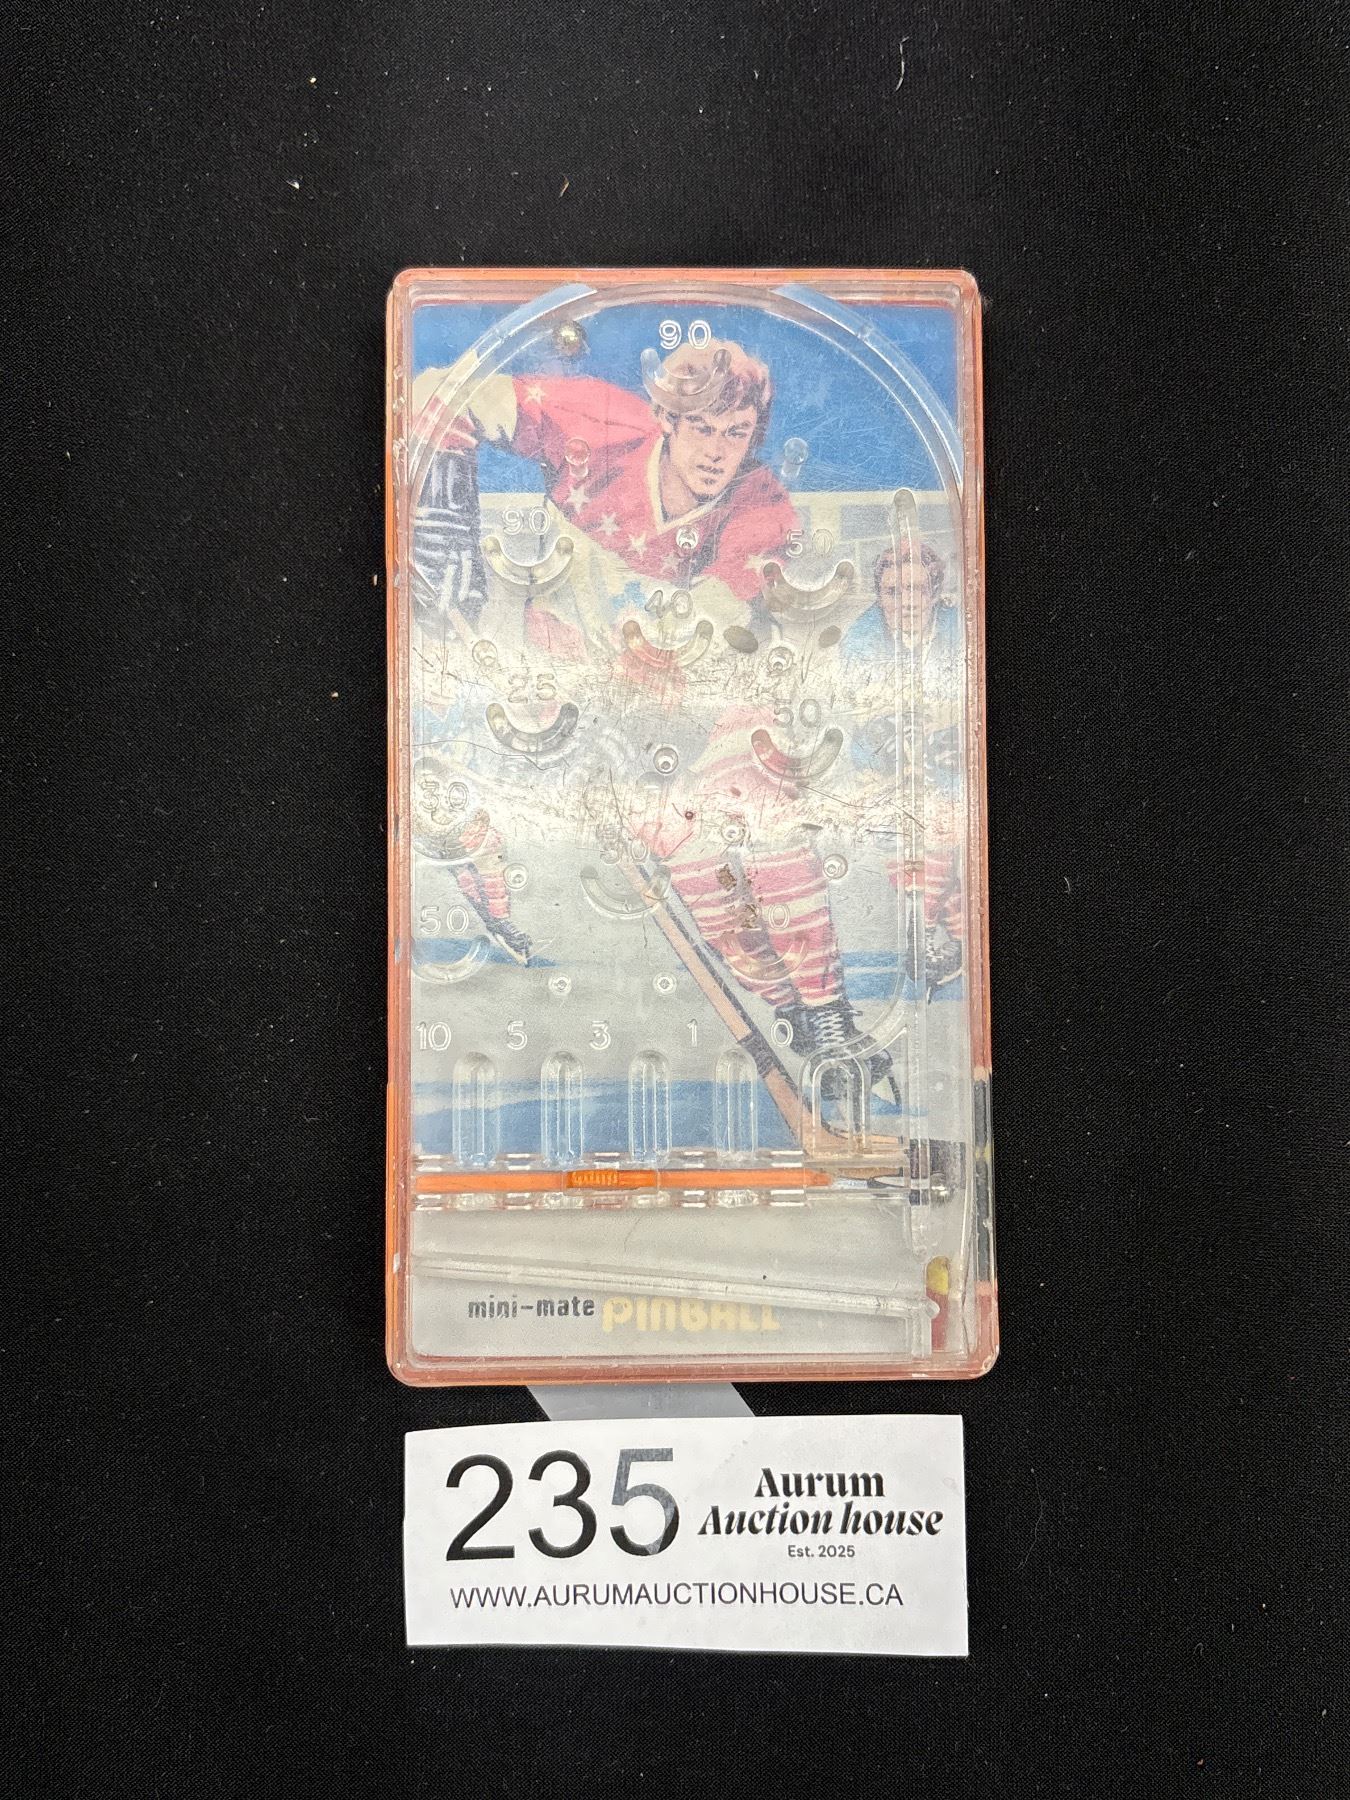 90
90
50
40
25
50
30
30
50
10 5 3 1 0
mini-mate PINBALL
235
Aurum
Auction house
Est. 2025
WWW.AURUMAUCTIONHOUSE.CA